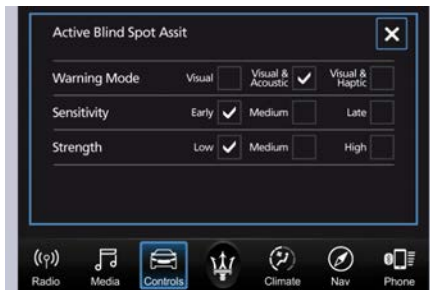 Active Blind Spot Assit
Warning Mode Visual Visual & Acoustic Visual & Haptic
Sensitivity Early Medium Late
Strength Low Medium High
Radio Media Controls Climate Nav Phone